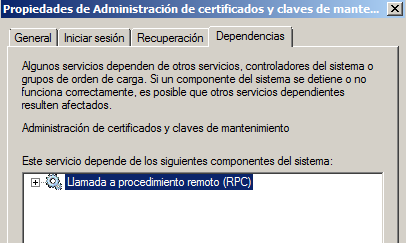 Propiedades de Administración de certificados y claves de mante...
General
Iniciar sesión
Recuperación
Dependencias
Algunos servicios dependen de otros servicios, controladores del sistema o
grupos de orden de carga. Si un componente del sistema se detiene o no
funciona correctamente, es posible que otros servicios dependientes
resulten afectados.
Administración de certificados y claves de mantenimiento
Este servicio depende de los siguientes componentes del sistema:
Llamada a procedimiento remoto (RPC)